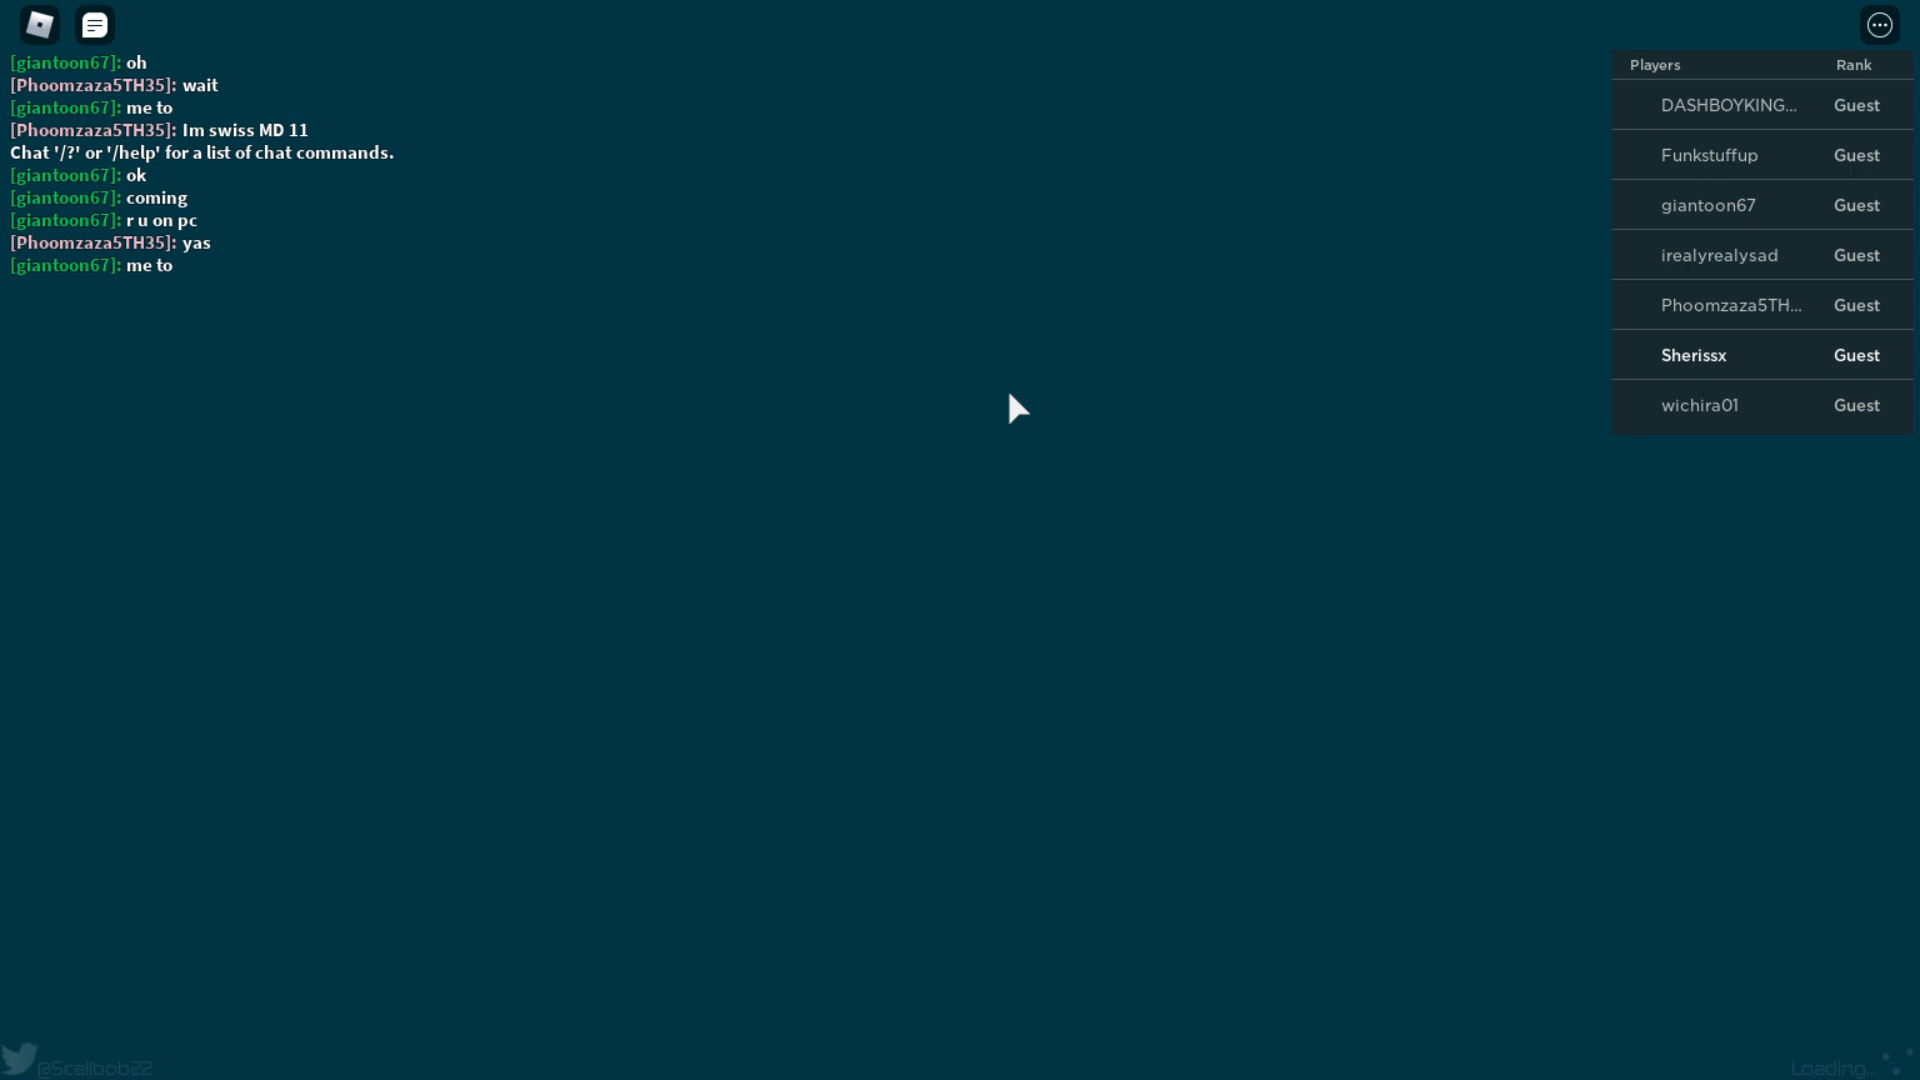 [giantoon67]: oh
[Phoomzaza5TH35]: wait
[giantoon67]: me to
[Phoomzaza5TH35]: Im swiss MD 11
Chat '/?' or '/help' for a list of chat commands.
[giantoon67]: ok
[giantoon67]: coming
[giantoon67]: r u on pc
[Phoomzaza5TH35]: yas
[giantoon67]: me to
Players Rank
DASHBOYKING... Guest
Funkstuffup Guest
giantoon67 Guest
irealyrealysad Guest
Phoomzaza5TH... Guest
Sherissx Guest
wichira01 Guest
@Scallbob22
Loading...